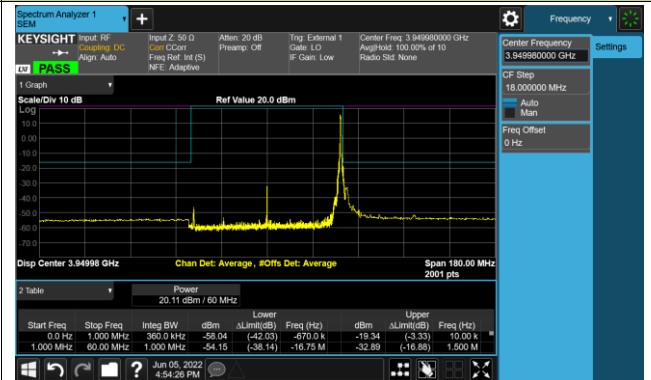 Spectrum Analyzer 1
SEM
Frequency
KEYSIGHT
Input: RF
Coupling: DC
Align: Auto
Input Z: 50 Ω
Corr CCorr
Freq Ref: Int (S)
NFE: Adaptive
Atten: 20 dB
Preamp: Off
Trig: External 1
Gate: LO
IF Gain: Low
Center Freq: 3.949980000 GHz
Avg|Hold: 100.00% of 10
Radio Std: None
LXI
PASS
Center Frequency
3.949980000 GHz
Settings
CF Step
18.000000 MHz
Auto
Man
Freq Offset
0 Hz
1 Graph
Scale/Div 10 dB
Ref Value 20.0 dBm
Log
10.0
0.00
-10.0
-20.0
-30.0
-40.0
-50.0
-60.0
-70.0
Disp Center 3.94998 GHz
Chan Det: Average , #Offs Det: Average
Span 180.00 MHz
2001 pts
2 Table
Power
20.11 dBm / 60 MHz
Lower Upper
Start Freq Stop Freq Integ BW dBm ΔLimit(dB) Freq (Hz) dBm ΔLimit(dB) Freq (Hz)
0.0 Hz 1.000 MHz 360.0 kHz -58.04 (-42.03) -670.0 k -19.34 (-3.33) 10.00 k
1.000 MHz 60.00 MHz 1.000 MHz -54.15 (-38.14) -16.75 M -32.89 (-16.88) 1.500 M
?
Jun 05, 2022
4:54:26 PM